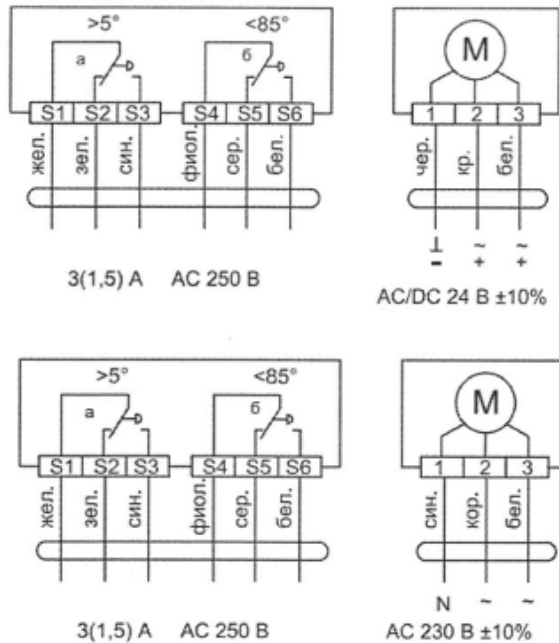 >5° <85°
а б M
S1 S2 S3 S4 S5 S6 1 2 3
жел. зел. син. фиол. сер. бел. чер. кр. бел.
⊥ ~ ~
- + +
3(1,5) А АС 250 В
AC/DC 24 В ±10%
>5° <85°
а б M
S1 S2 S3 S4 S5 S6 1 2 3
жел. зел. син. фиол. сер. бел. син. кор. бел.
N ~ ~
3(1,5) А АС 250 В АС 230 В ±10%